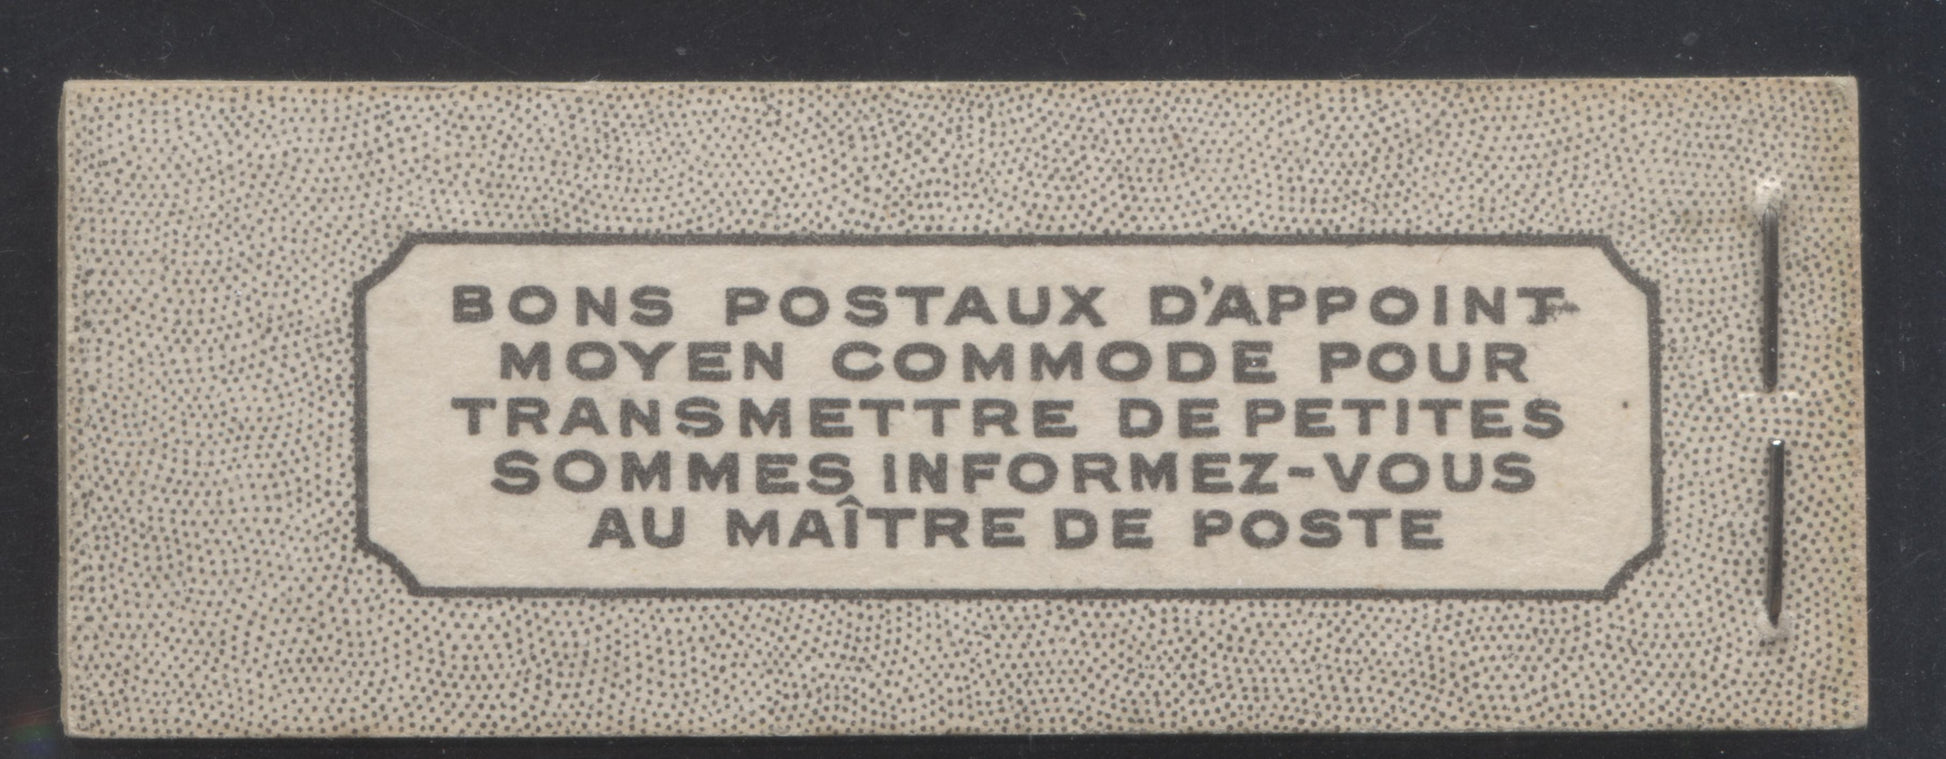 BONS POSTAUX D'APPOINT
MOYEN COMMODE POUR
TRANSMETTRE DE PETITES
SOMMES INFORMEZ-VOUS
AU MAÎTRE DE POSTE